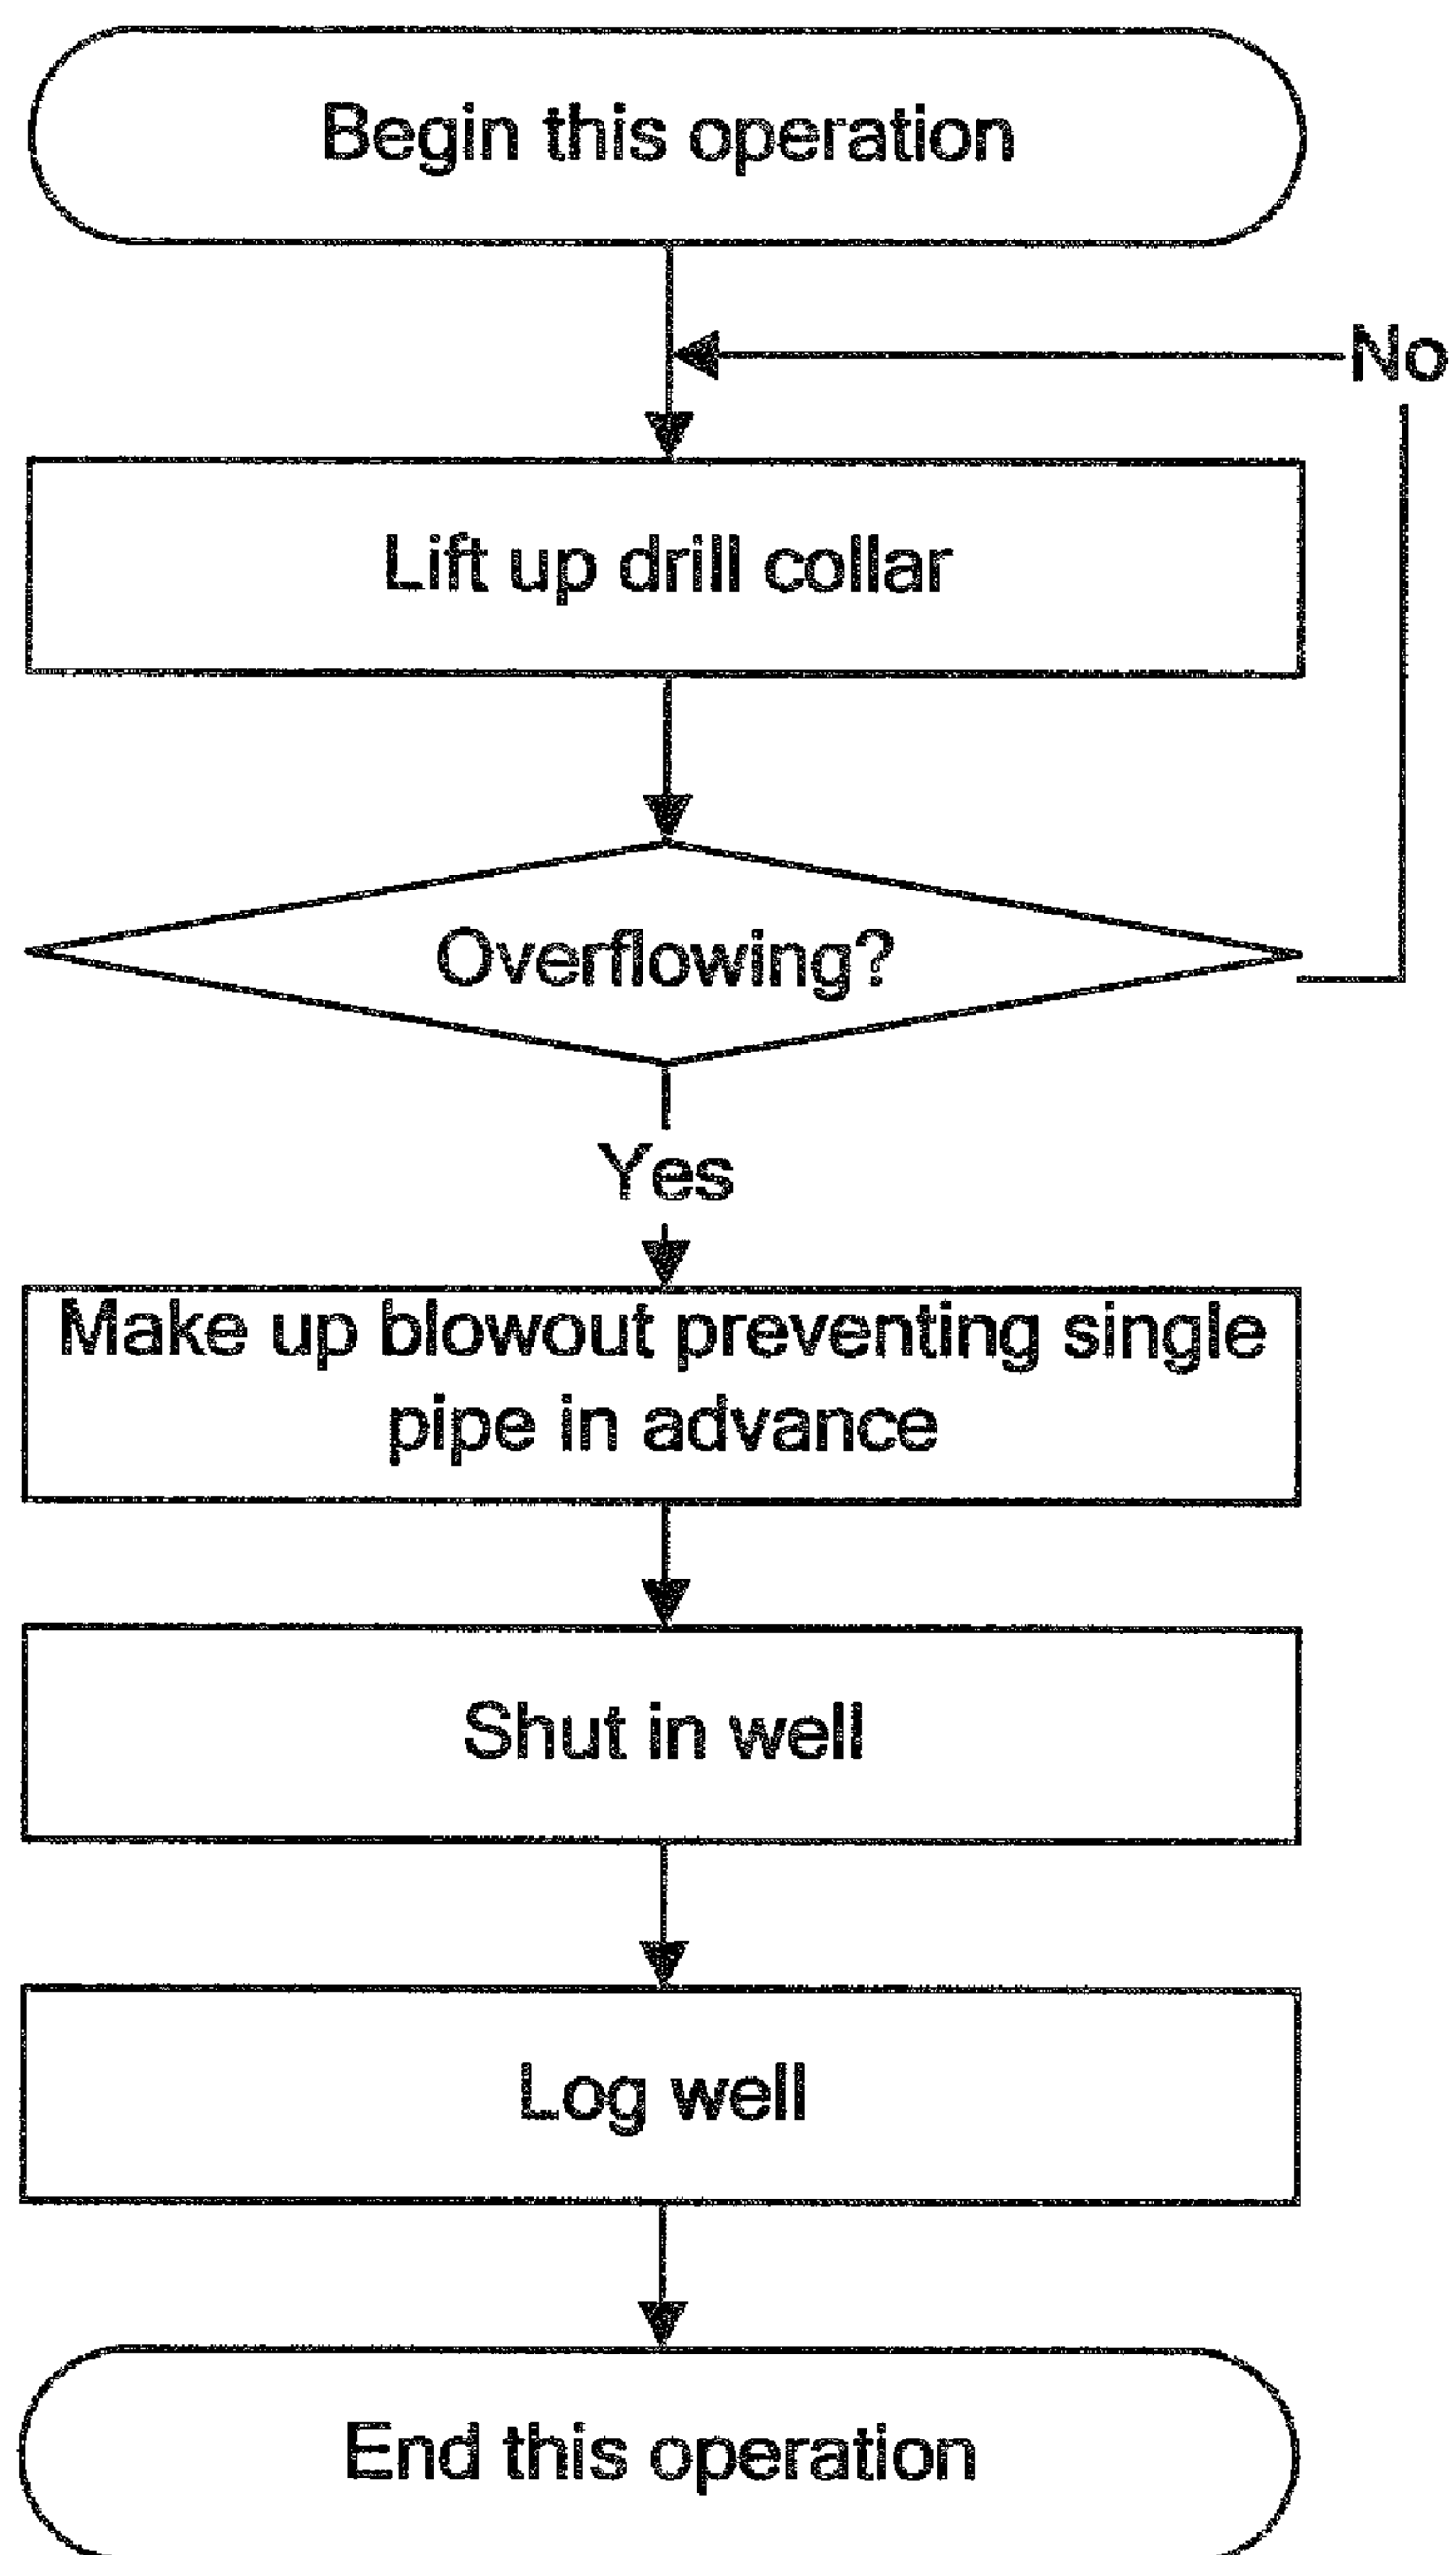 Begin this operation
No
Lift up drill collar
Overflowing?
Yes
Make up blowout preventing single
pipe in advance
Shut in well
Log well
End this operation